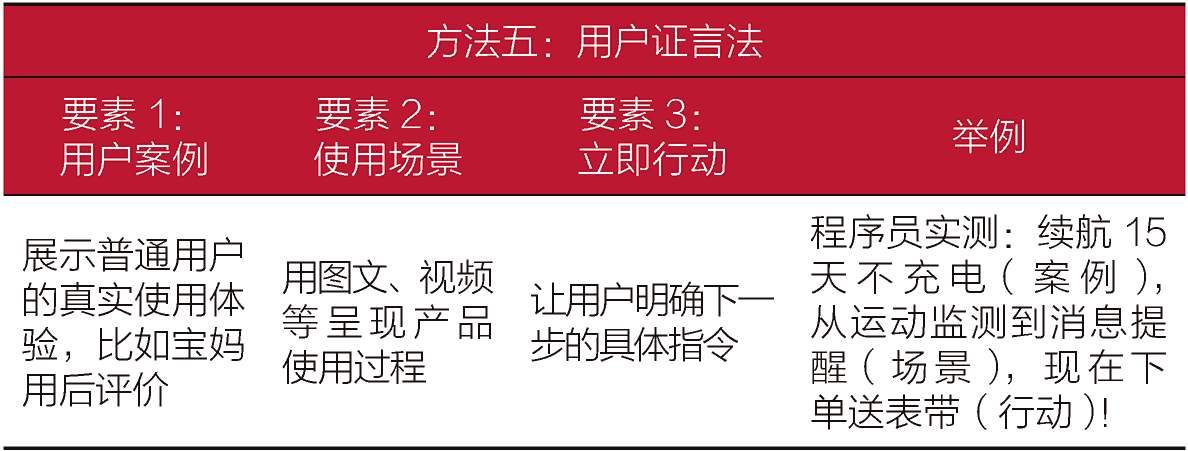 方法五：用户证言法
要素 1：
用户案例
要素 2：
使用场景
要素 3：
立即行动
举例
展示普通用户
的真实使用体
验，比如宝妈
用后评价
用图文、视频
等呈现产品
使用过程
让用户明确下一
步的具体指令
程序员实测：续航 15
天不充电（案例），
从运动监测到消息提
醒（场景），现在下
单送表带（行动）！